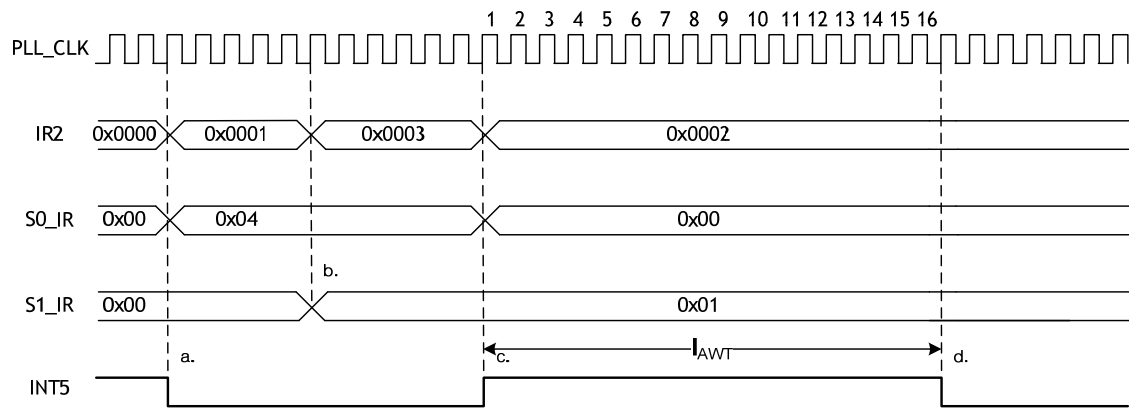 1 2 3 4 5 6 7 8 9 10 11 12 13 14 15 16
PLL_CLK
IR2 0x0000 0x0001 0x0003 0x0002
S0_IR 0x00 0x04 0x00
b.
S1_IR 0x00 0x01
a. c. IAWT d.
INT5